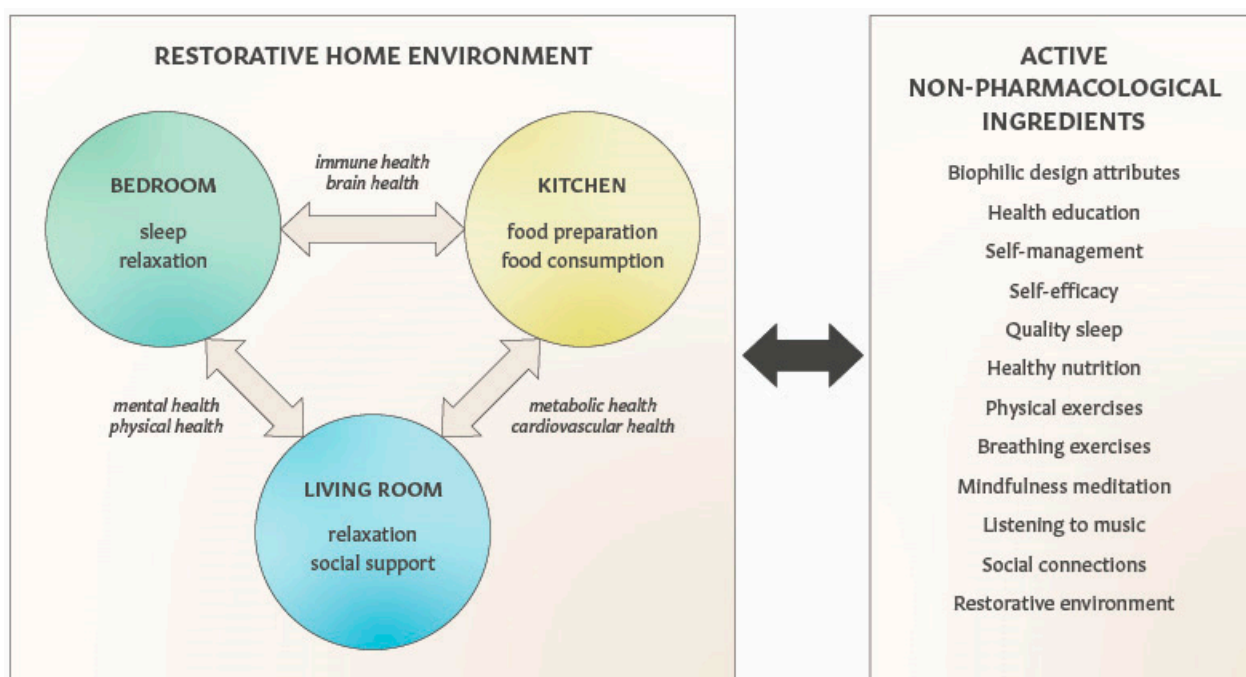 RESTORATIVE HOME ENVIRONMENT
BEDROOM
sleep
relaxation
immune health
brain health
KITCHEN
food preparation
food consumption
mental health
physical health
metabolic health
cardiovascular health
LIVING ROOM
relaxation
social support
ACTIVE
NON-PHARMACOLOGICAL
INGREDIENTS
Biophilic design attributes
Health education
Self-management
Self-efficacy
Quality sleep
Healthy nutrition
Physical exercises
Breathing exercises
Mindfulness meditation
Listening to music
Social connections
Restorative environment